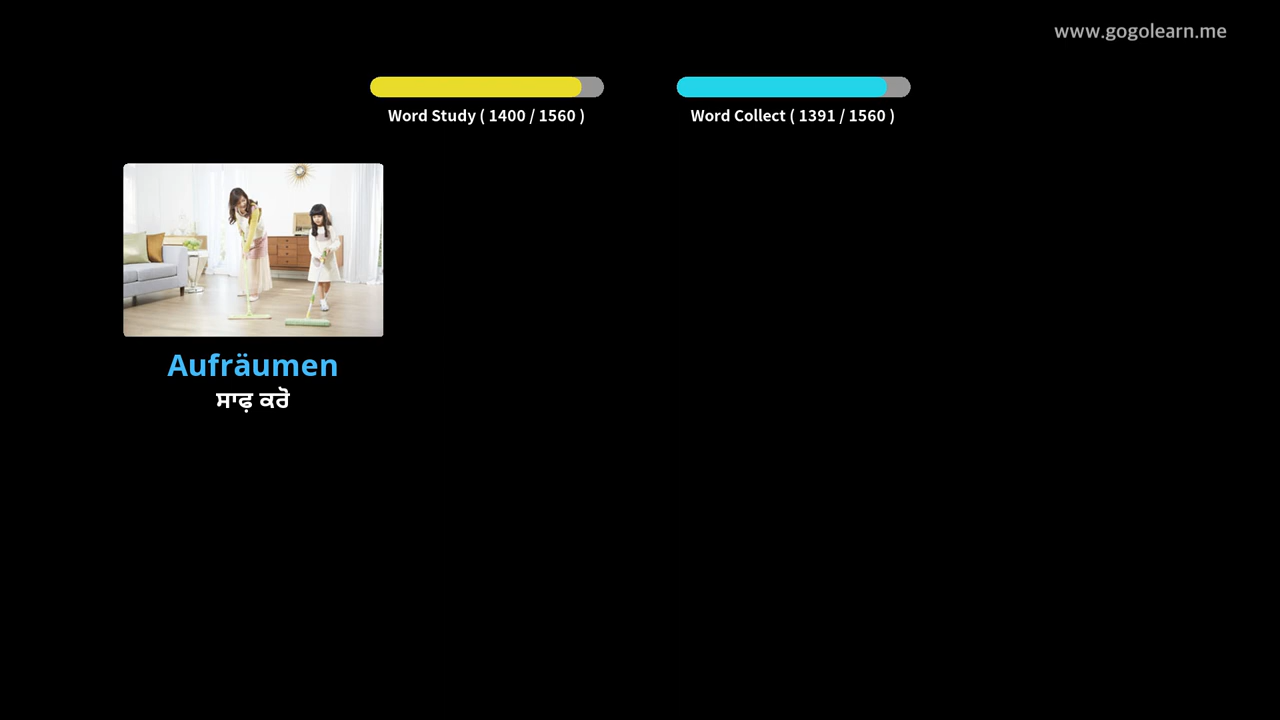 www.gogolearn.me
Word Study ( 1400 / 1560 )
Word Collect ( 1391 / 1560 )
Aufräumen
ਸਾਫ਼ ਕਰੋ